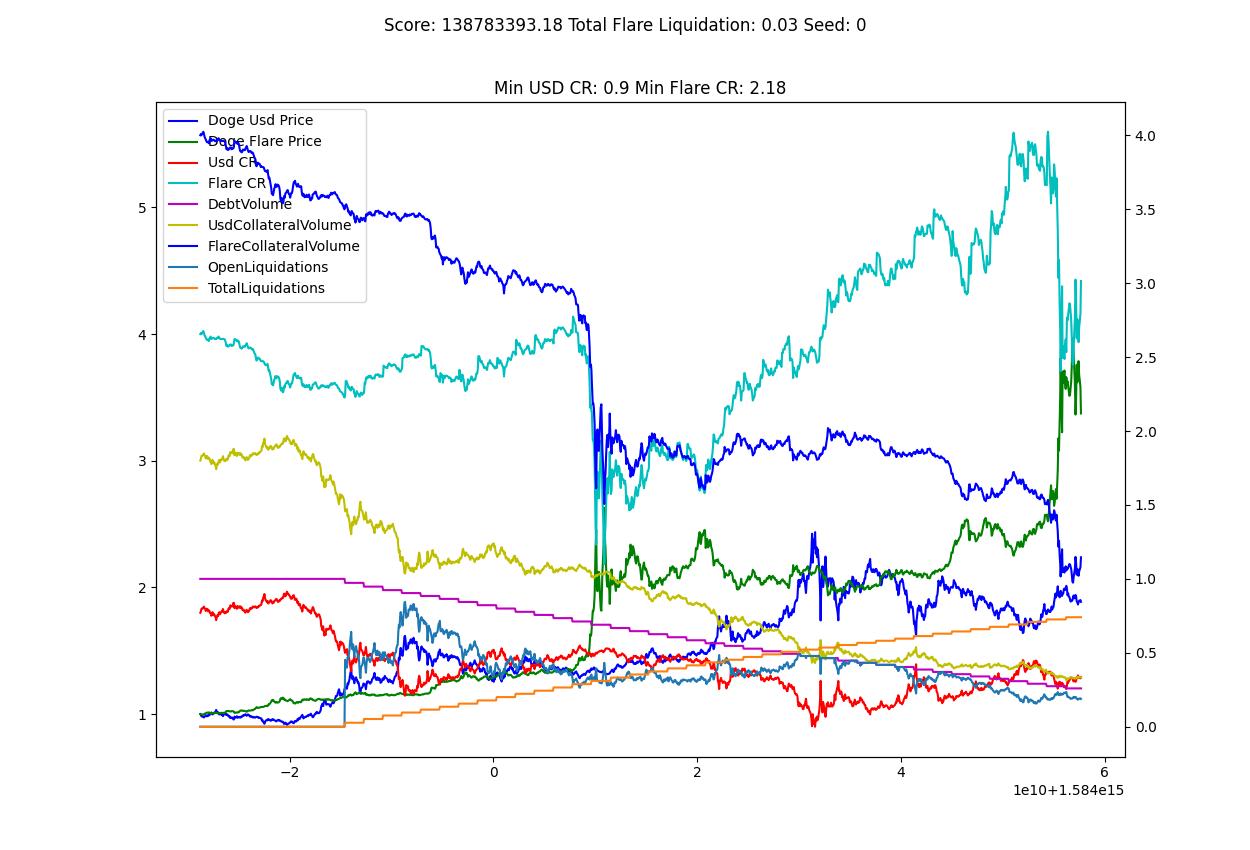 Score: 138783393.18 Total Flare Liquidation: 0.03 Seed: 0
Min USD CR: 0.9 Min Flare CR: 2.18
Doge Usd Price
Doge Flare Price
Usd CR
Flare CR
DebtVolume
UsdCollateralVolume
FlareCollateralVolume
OpenLiquidations
TotalLiquidations
5
4
3
2
1
4.0
3.5
3.0
2.5
2.0
1.5
1.0
0.5
0.0
−2
0
2
4
6
1e10+1.584e15